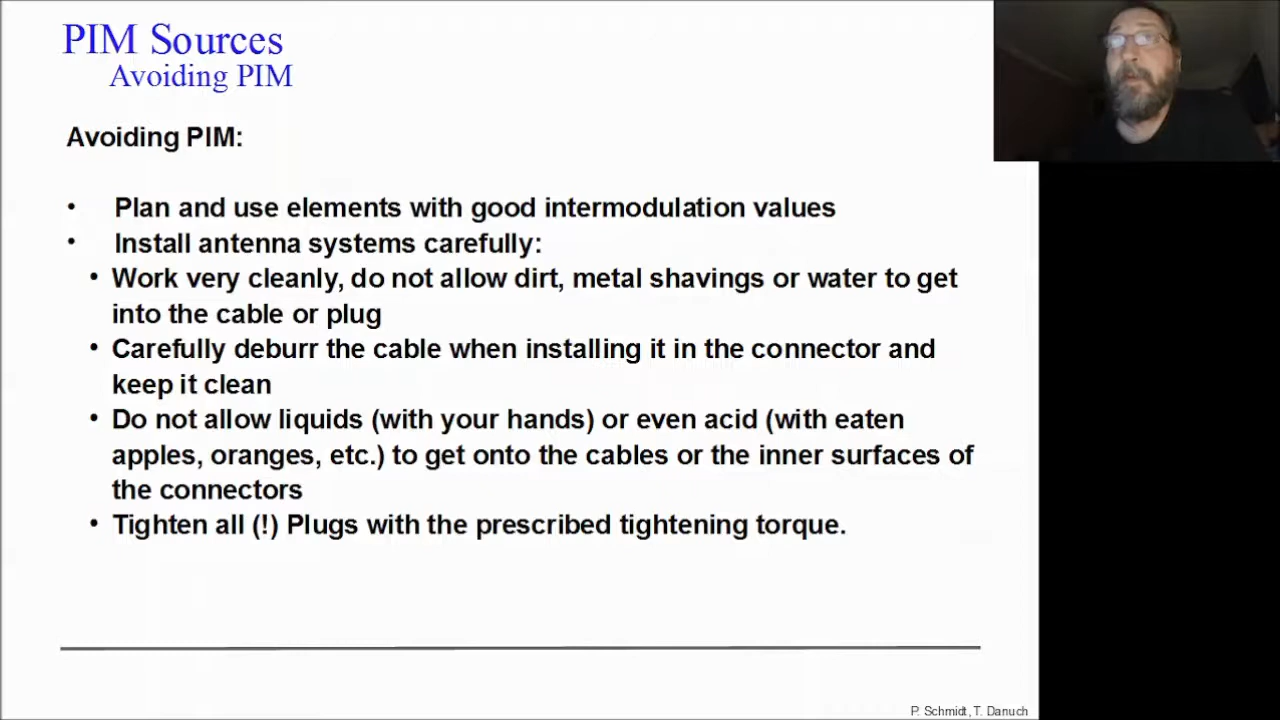 PIM Sources
Avoiding PIM
Avoiding PIM:
• Plan and use elements with good intermodulation values
• Install antenna systems carefully:
• Work very cleanly, do not allow dirt, metal shavings or water to get
into the cable or plug
• Carefully deburr the cable when installing it in the connector and
keep it clean
• Do not allow liquids (with your hands) or even acid (with eaten
apples, oranges, etc.) to get onto the cables or the inner surfaces of
the connectors
• Tighten all (!) Plugs with the prescribed tightening torque.
P. Schmidt, T. Danuch